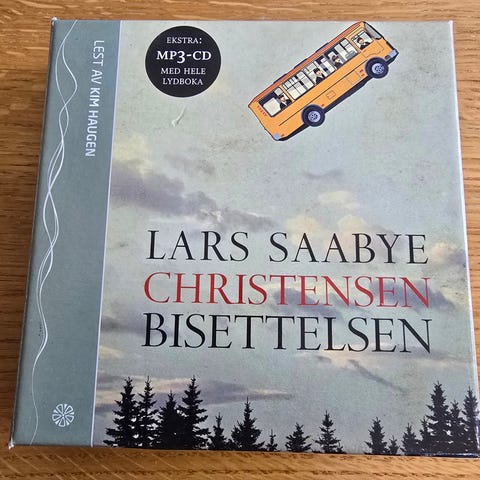 LEST AV KIM HAUGEN
EKSTRA:
MP3-CD
MED HELE
LYDBOKA
LARS SAABYE
CHRISTENSEN
BISETTELSEN